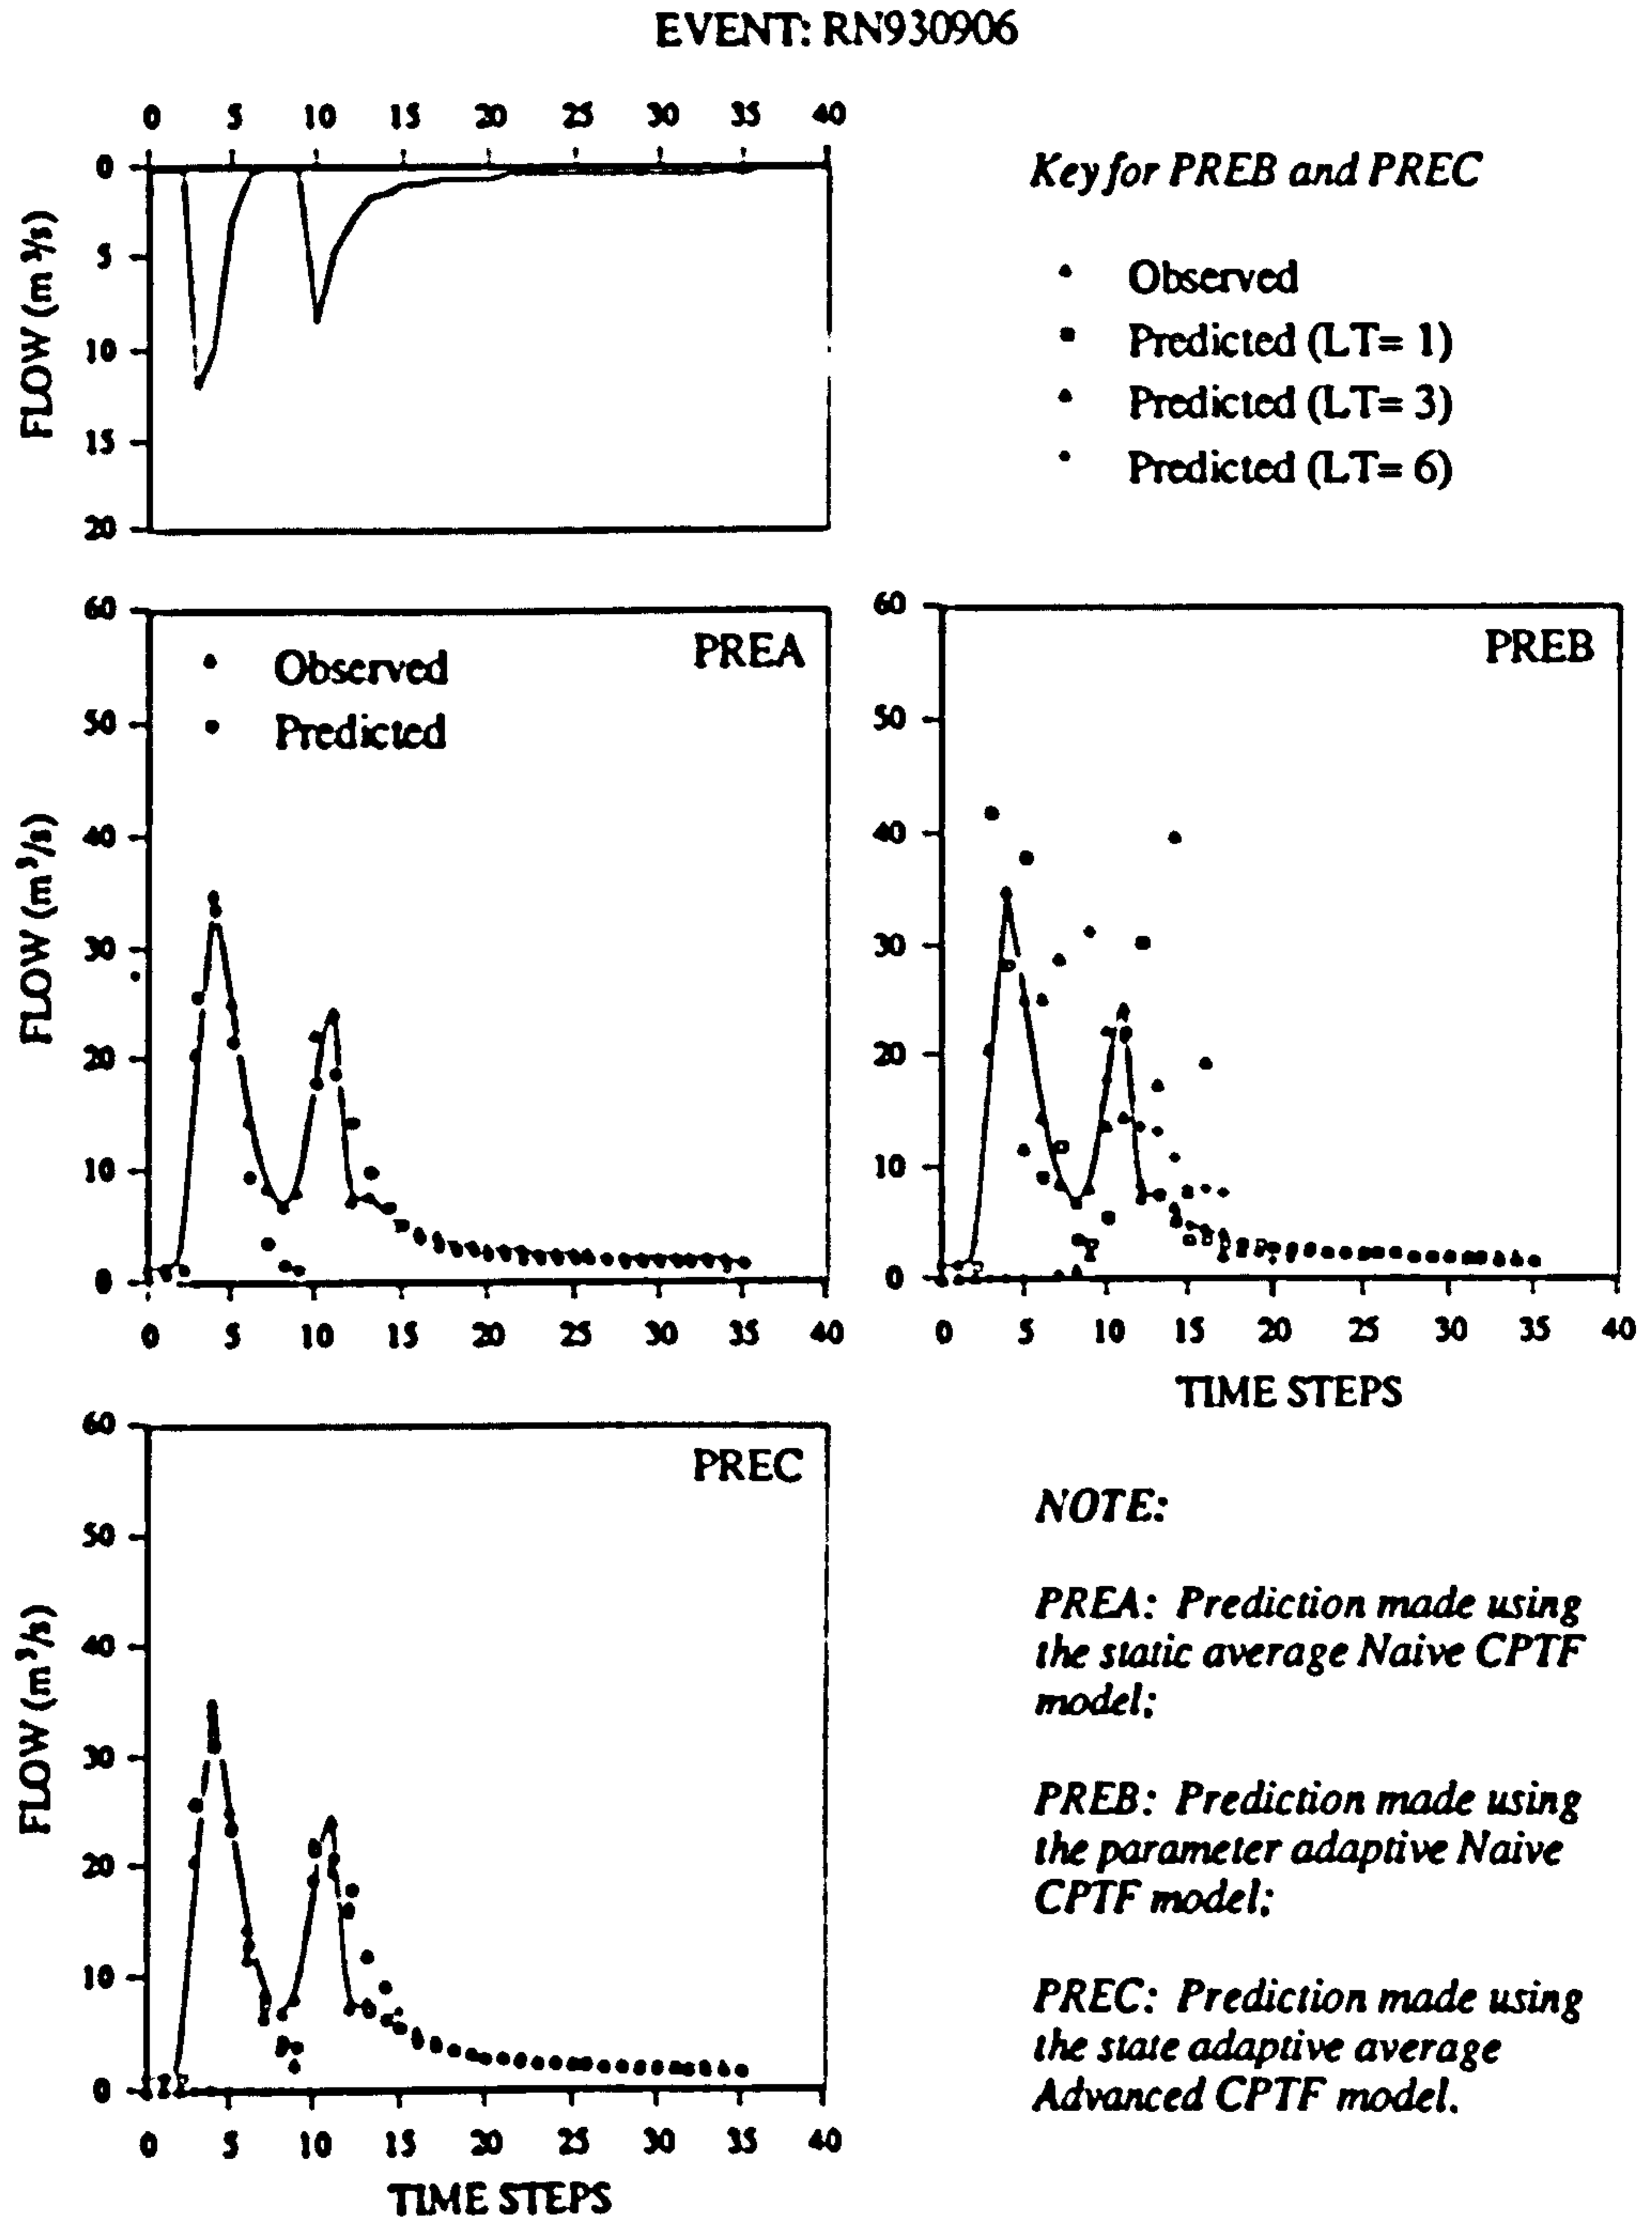 EVENT: RN930906
0 5 10 15 20 25 30 35 40
0
5
10
15
20
FLOW (m³/s)
Key for PREB and PREC
Observed
Predicted (LT= 1)
Predicted (LT= 3)
Predicted (LT= 6)
60
50
40
30
20
10
0
FLOW (m³/s)
PREA
Observed
Predicted
0 5 10 15 20 25 30 35 40
60
50
40
30
20
10
0
PREB
0 5 10 15 20 25 30 35 40
TIME STEPS
60
50
40
30
20
10
0
FLOW (m³/s)
PREC
0 5 10 15 20 25 30 35 40
TIME STEPS
NOTE:
PREA: Prediction made using
the static average Naive CPTF
model;
PREB: Prediction made using
the parameter adaptive Naive
CPTF model;
PREC: Prediction made using
the state adaptive average
Advanced CPTF model.